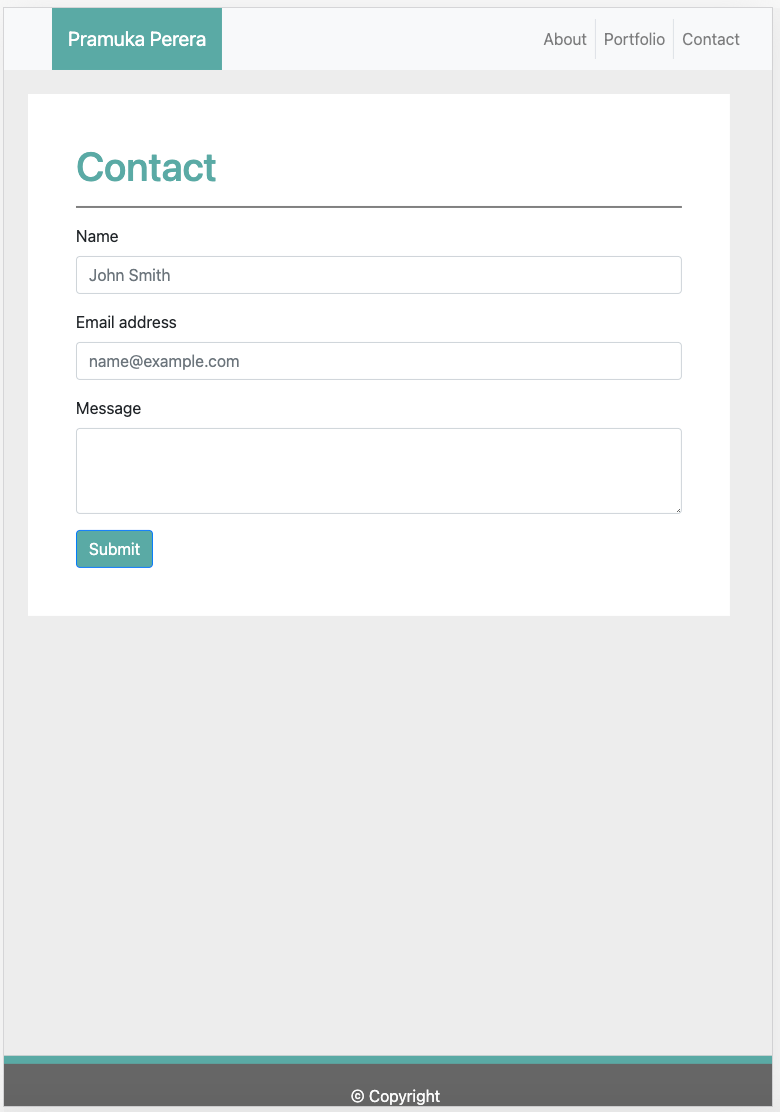 Pramuka Perera
About Portfolio Contact
Contact
Name
John Smith
Email address
name@example.com
Message
Submit
© Copyright